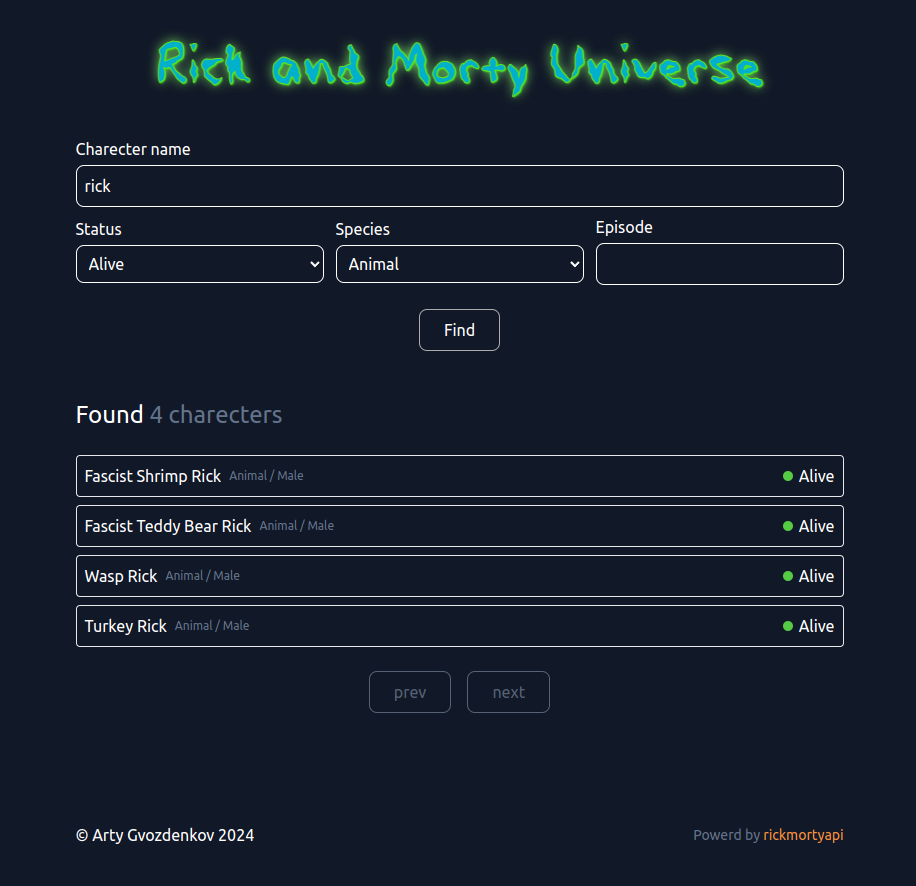 Rick and Morty Universe
Charecter name
rick
Status Species Episode
Alive Animal
Find
Found 4 charecters
Fascist Shrimp Rick Animal / Male Alive
Fascist Teddy Bear Rick Animal / Male Alive
Wasp Rick Animal / Male Alive
Turkey Rick Animal / Male Alive
prev next
© Arty Gvozdenkov 2024 Powerd by rickmortyapi